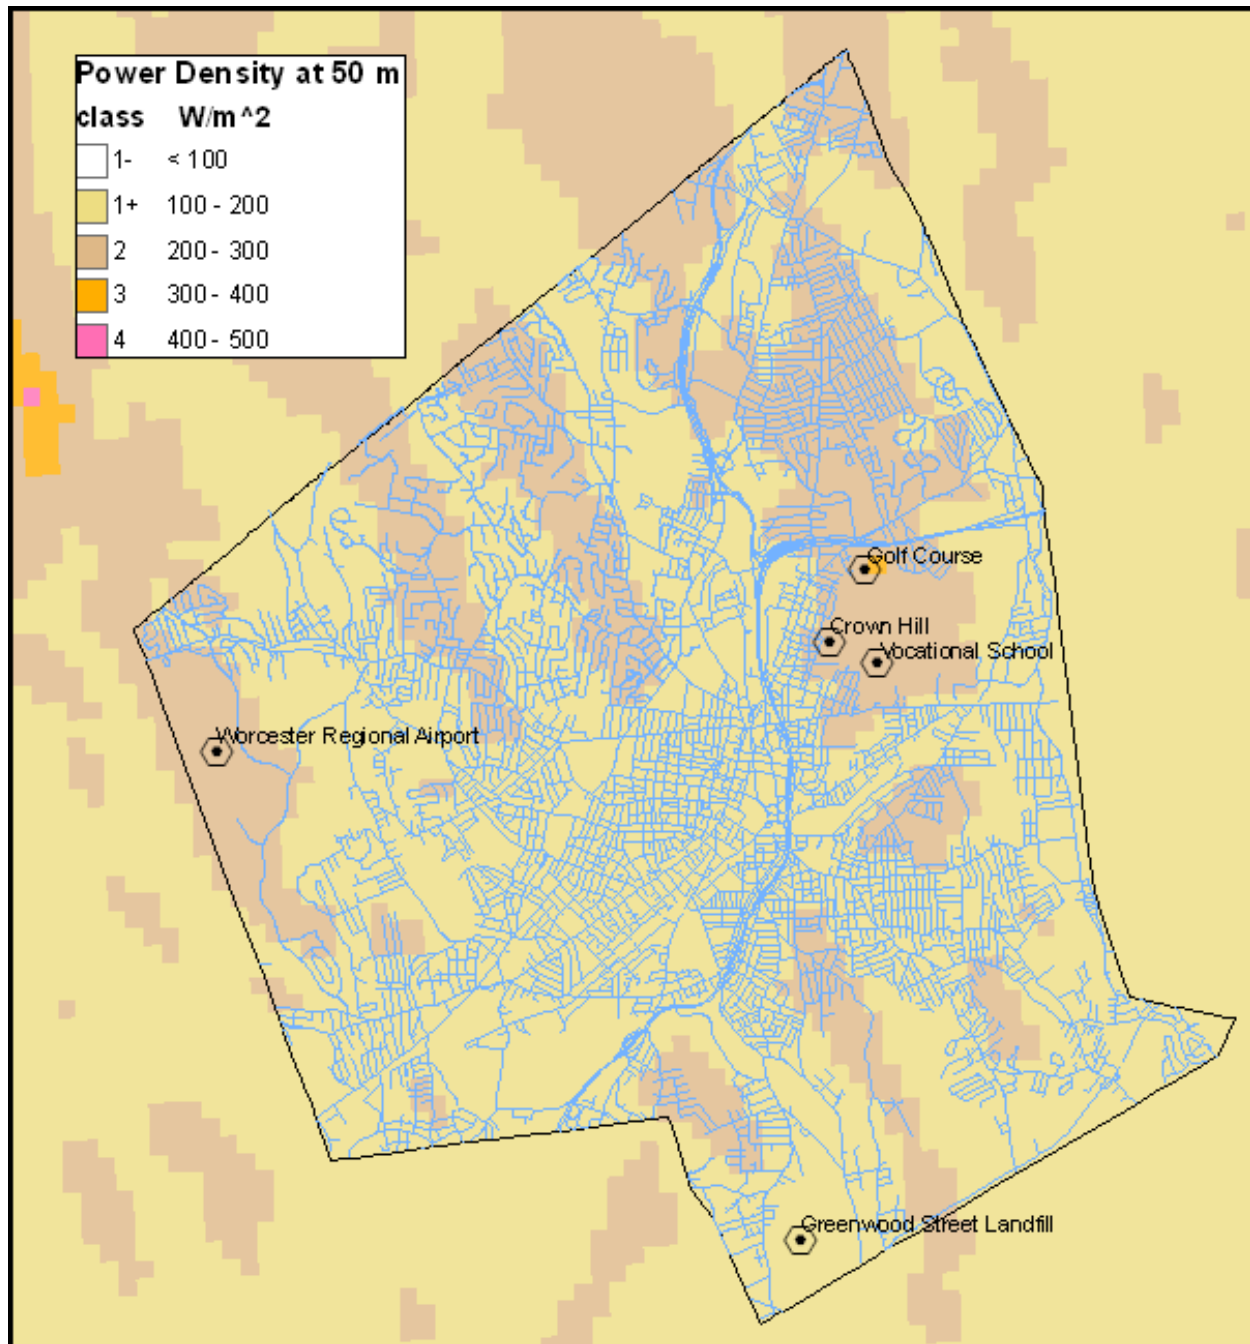 Power Density at 50 m
class W/m^2
1- < 100
1+ 100 - 200
2 200 - 300
3 300 - 400
4 400 - 500
Golf Course
Crown Hill
Vocational School
Worcester Regional Airport
Greenwood Street Landfill